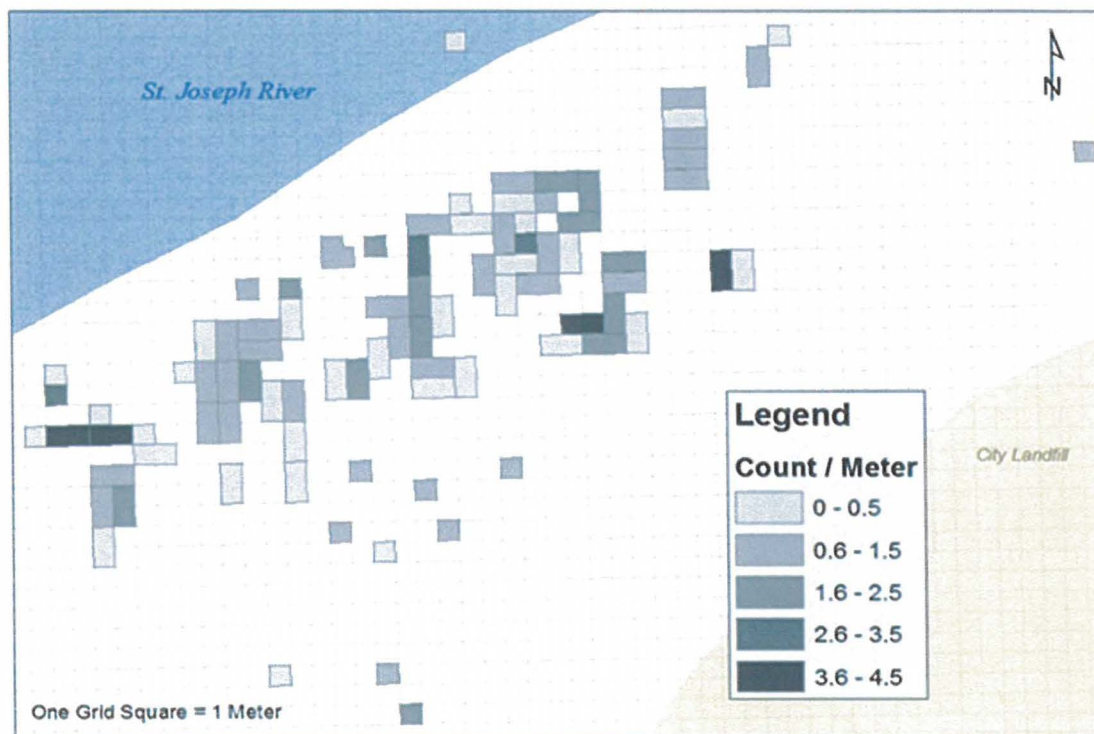 St. Joseph River
N
Legend
Count / Meter
0 - 0.5
0.6 - 1.5
1.6 - 2.5
2.6 - 3.5
3.6 - 4.5
City Landfill
One Grid Square = 1 Meter